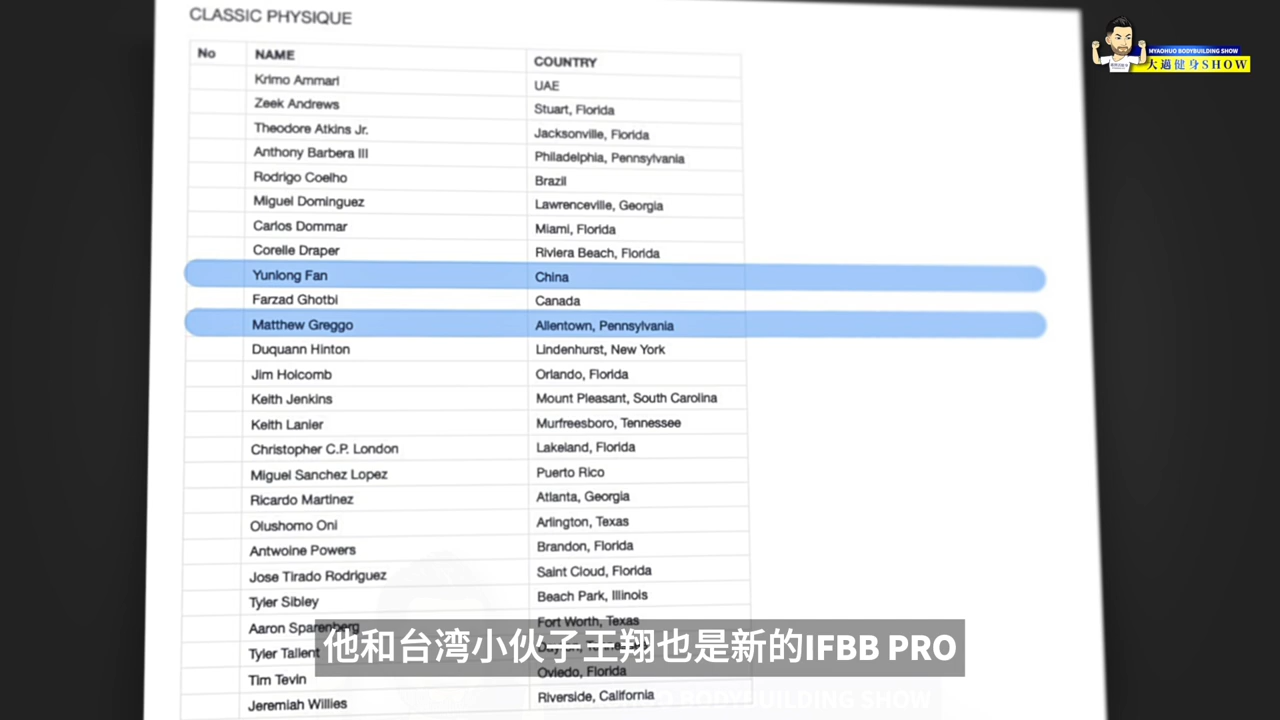 CLASSIC PHYSIQUE
MYAOHUO BODYBUILDING SHOW
大邁健身SHOW
No NAME COUNTRY
Krimo Ammari UAE
Zeek Andrews Stuart, Florida
Theodore Atkins Jr. Jacksonville, Florida
Anthony Barbera III Philadelphia, Pennsylvania
Rodrigo Coelho Brazil
Miguel Dominguez Lawrenceville, Georgia
Carlos Dommar Miami, Florida
Corelle Draper Riviera Beach, Florida
Yunlong Fan China
Farzad Ghotbi Canada
Matthew Greggo Allentown, Pennsylvania
Duquann Hinton Lindenhurst, New York
Jim Holcomb Orlando, Florida
Keith Jenkins Mount Pleasant, South Carolina
Keith Lanier Murfreesboro, Tennessee
Christopher C.P. London Lakeland, Florida
Miguel Sanchez Lopez Puerto Rico
Ricardo Martinez Atlanta, Georgia
Olushomo Oni Arlington, Texas
Antwoine Powers Brandon, Florida
Jose Tirado Rodriguez Saint Cloud, Florida
Tyler Sibley Beach Park, Illinois
Aaron Sparenberg Fort Worth, Texas
Tyler Tallent
他和台湾小伙子王翔也是新的IFBB PRO
Tim Tevin Oviedo, Florida
Jeremiah Willies Riverside, California
MYAOHUO BODYBUILDING SHOW